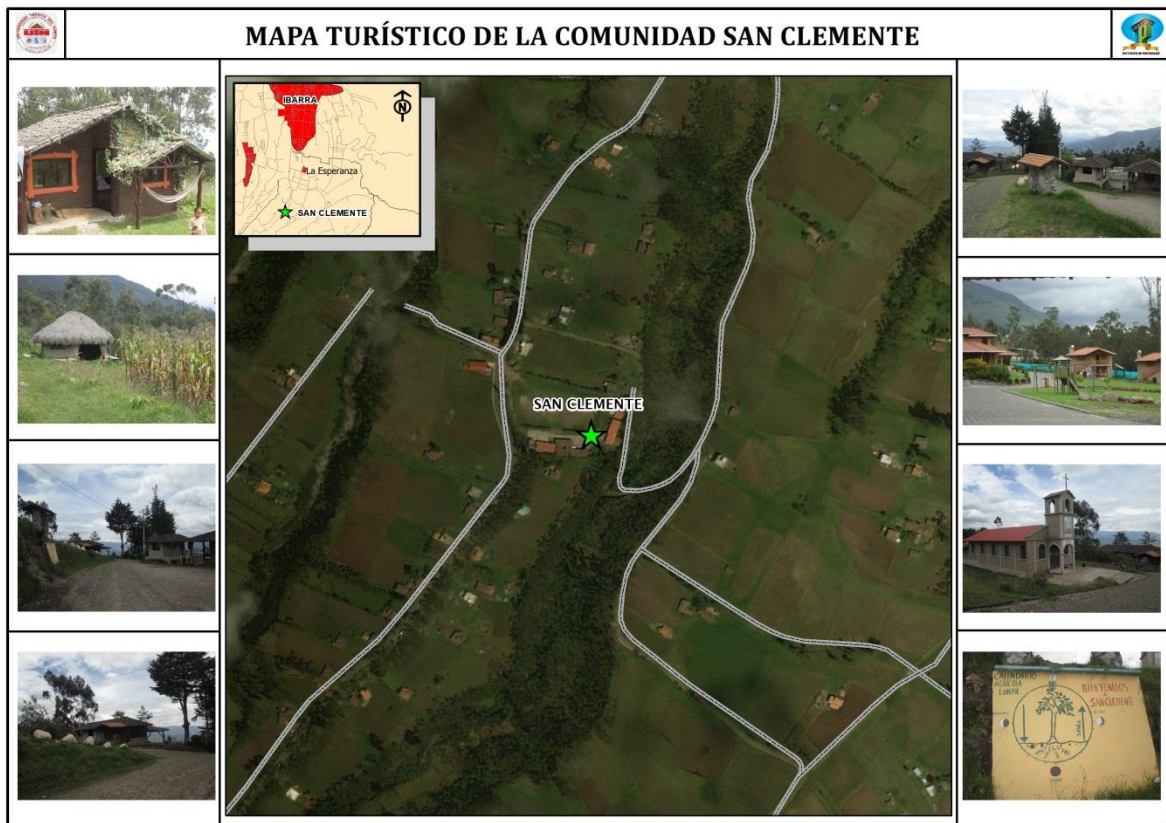 MAPA TURÍSTICO DE LA COMUNIDAD SAN CLEMENTE
IBARRA
N
La Esperanza
SAN CLEMENTE
SAN CLEMENTE
CALENDARIO
AGRÍCOLA
LUNAR
BIENVENIDOS
A
SAN CLEMENTE